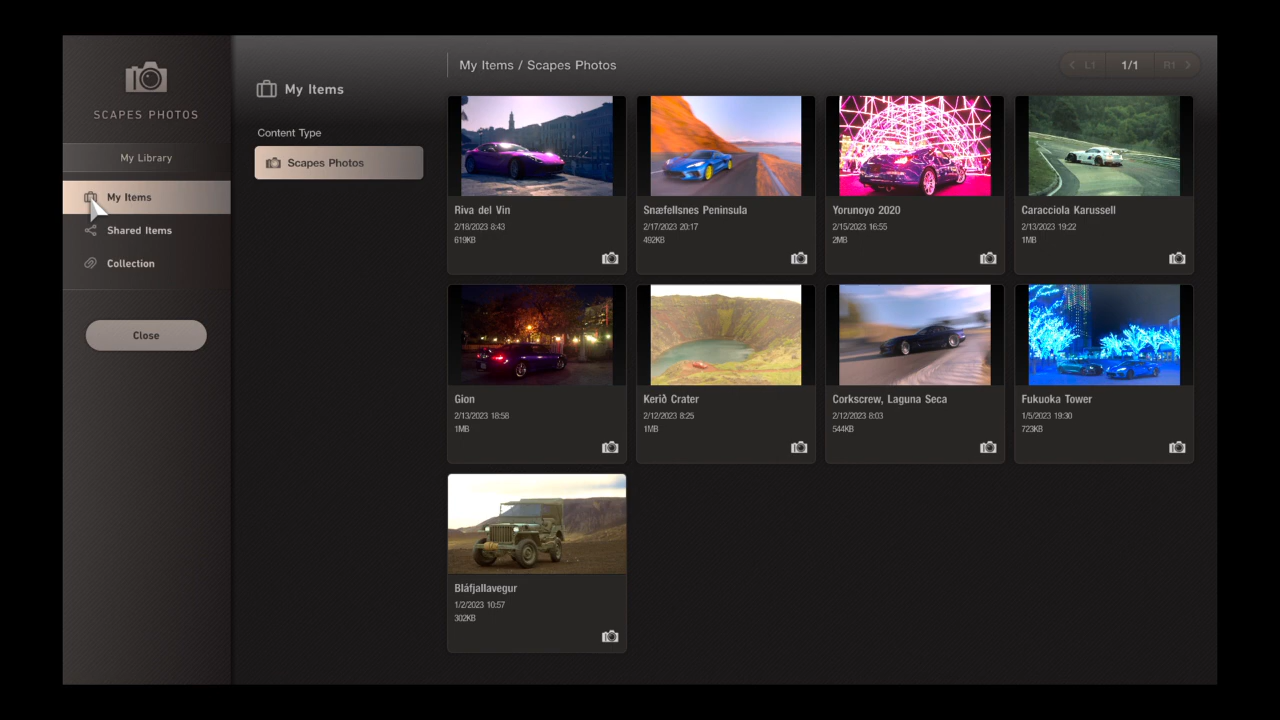 SCAPES PHOTOS
My Library
My Items
Shared Items
Collection
Close
My Items
Content Type
Scapes Photos
My Items / Scapes Photos
L1 1/1 R1
Riva del Vin
2/18/2023 8:43
619KB
Snæfellsnes Peninsula
2/17/2023 20:17
492KB
Yorunoyo 2020
2/15/2023 16:55
2MB
Caracciola Karussell
2/13/2023 19:22
1MB
Gion
2/13/2023 18:58
1MB
Kerið Crater
2/12/2023 8:25
1MB
Corkscrew, Laguna Seca
2/12/2023 8:03
544KB
Fukuoka Tower
1/5/2023 19:30
723KB
Bláfjallavegur
1/2/2023 10:57
302KB